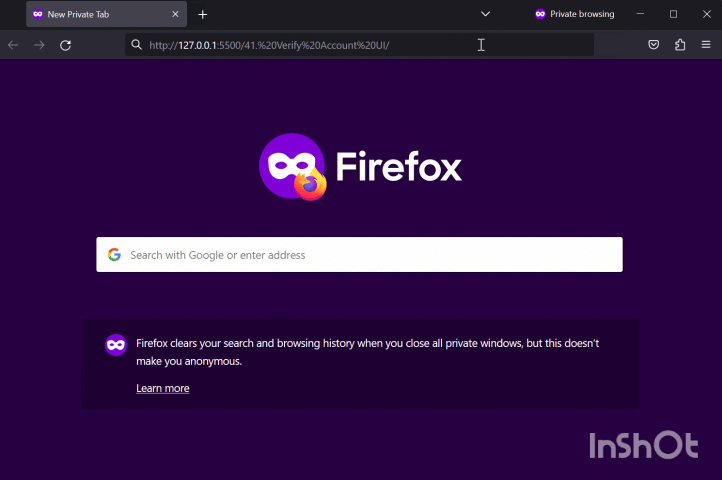 New Private Tab
Private browsing
http://127.0.0.1:5500/41.%20Verify%20Account%20UI/
Firefox
Search with Google or enter address
Firefox clears your search and browsing history when you close all private windows, but this doesn't
make you anonymous.
Learn more
InShOt